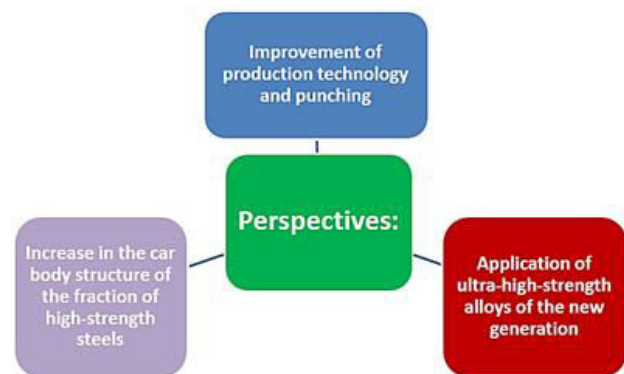 Improvement of
production technology
and punching
Perspectives:
Increase in the car
body structure of
the fraction of
high-strength
steels
Application of
ultra-high-strength
alloys of the new
generation